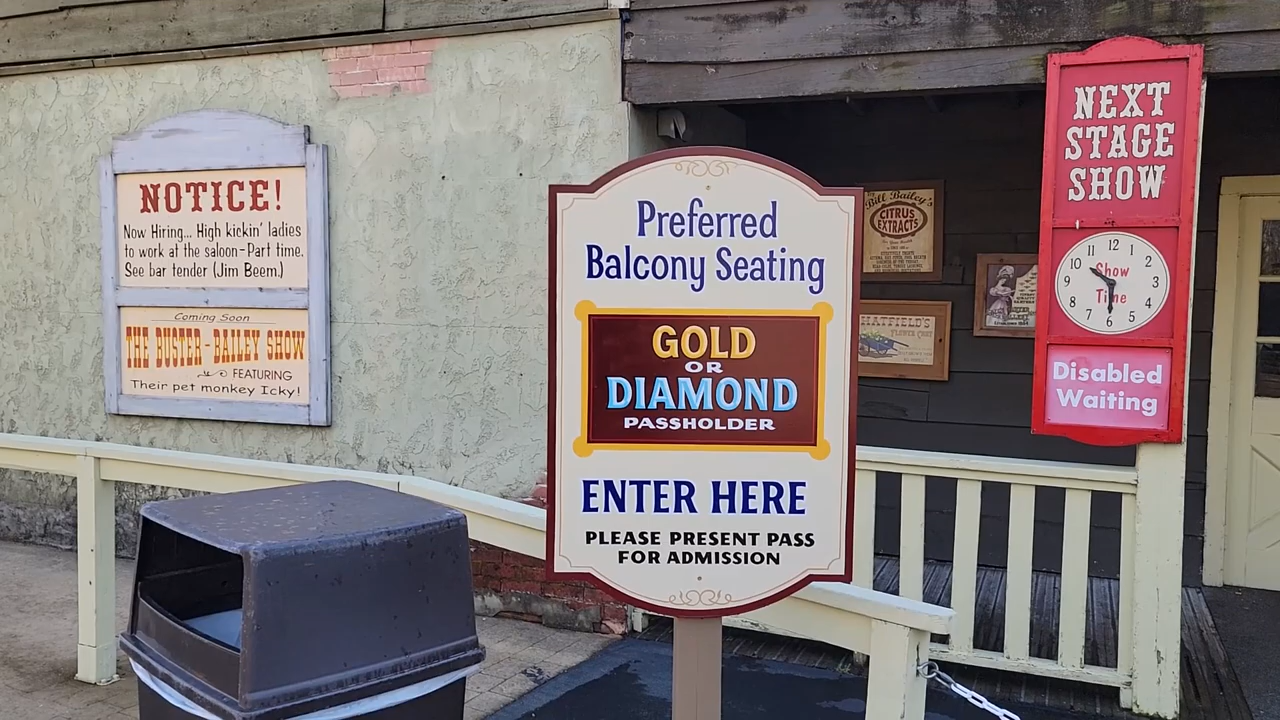 NOTICE!
Now Hiring... High kickin' ladies
to work at the saloon-Part time.
See bar tender (Jim Beem.)
Coming Soon
THE BUSTER-BAILEY SHOW
FEATURING
Their pet monkey Icky!
Preferred
Balcony Seating
GOLD
OR
DIAMOND
PASSHOLDER
ENTER HERE
PLEASE PRESENT PASS
FOR ADMISSION
Bill Bailey's
CITRUS
EXTRACTS
HATFIELD'S
NEXT
STAGE
SHOW
12
1
2
3
4
5
6
7
8
9
10
11
Show
Time
Disabled
Waiting